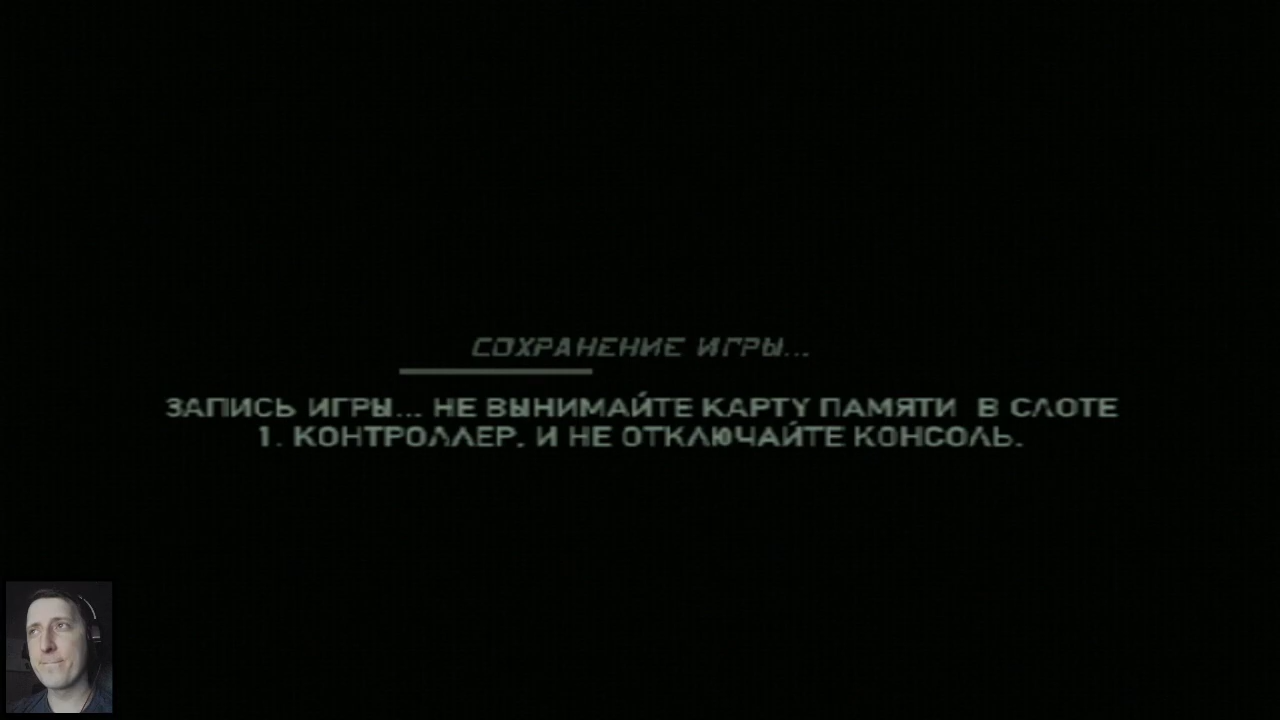 СОХРАНЕНИЕ ИГРЫ...
ЗАПИСЬ ИГРЫ... НЕ ВЫНИМАЙТЕ КАРТУ ПАМЯТИ В СЛОТЕ
1. КОНТРОЛЛЕР, И НЕ ОТКЛЮЧАЙТЕ КОНСОЛЬ.